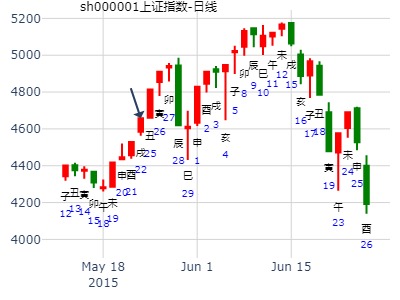 sh000001上证指数-日线
5200
5000
4800
4600
4400
4200
4000
子 丑 寅 卯 午 未 申 酉 戌 丑 寅 卯 辰 巳 申 酉 戌 亥 子 卯 辰 巳 午 未 戌 亥 子 丑 寅 午 未 申 酉
12 13 14 15 18 19 20 21 22 25 26 27 28 29 1 2 3 4 5 8 9 10 11 12 15 16 17 18 19 23 24 25 26
May 18
2015
Jun 1
Jun 15